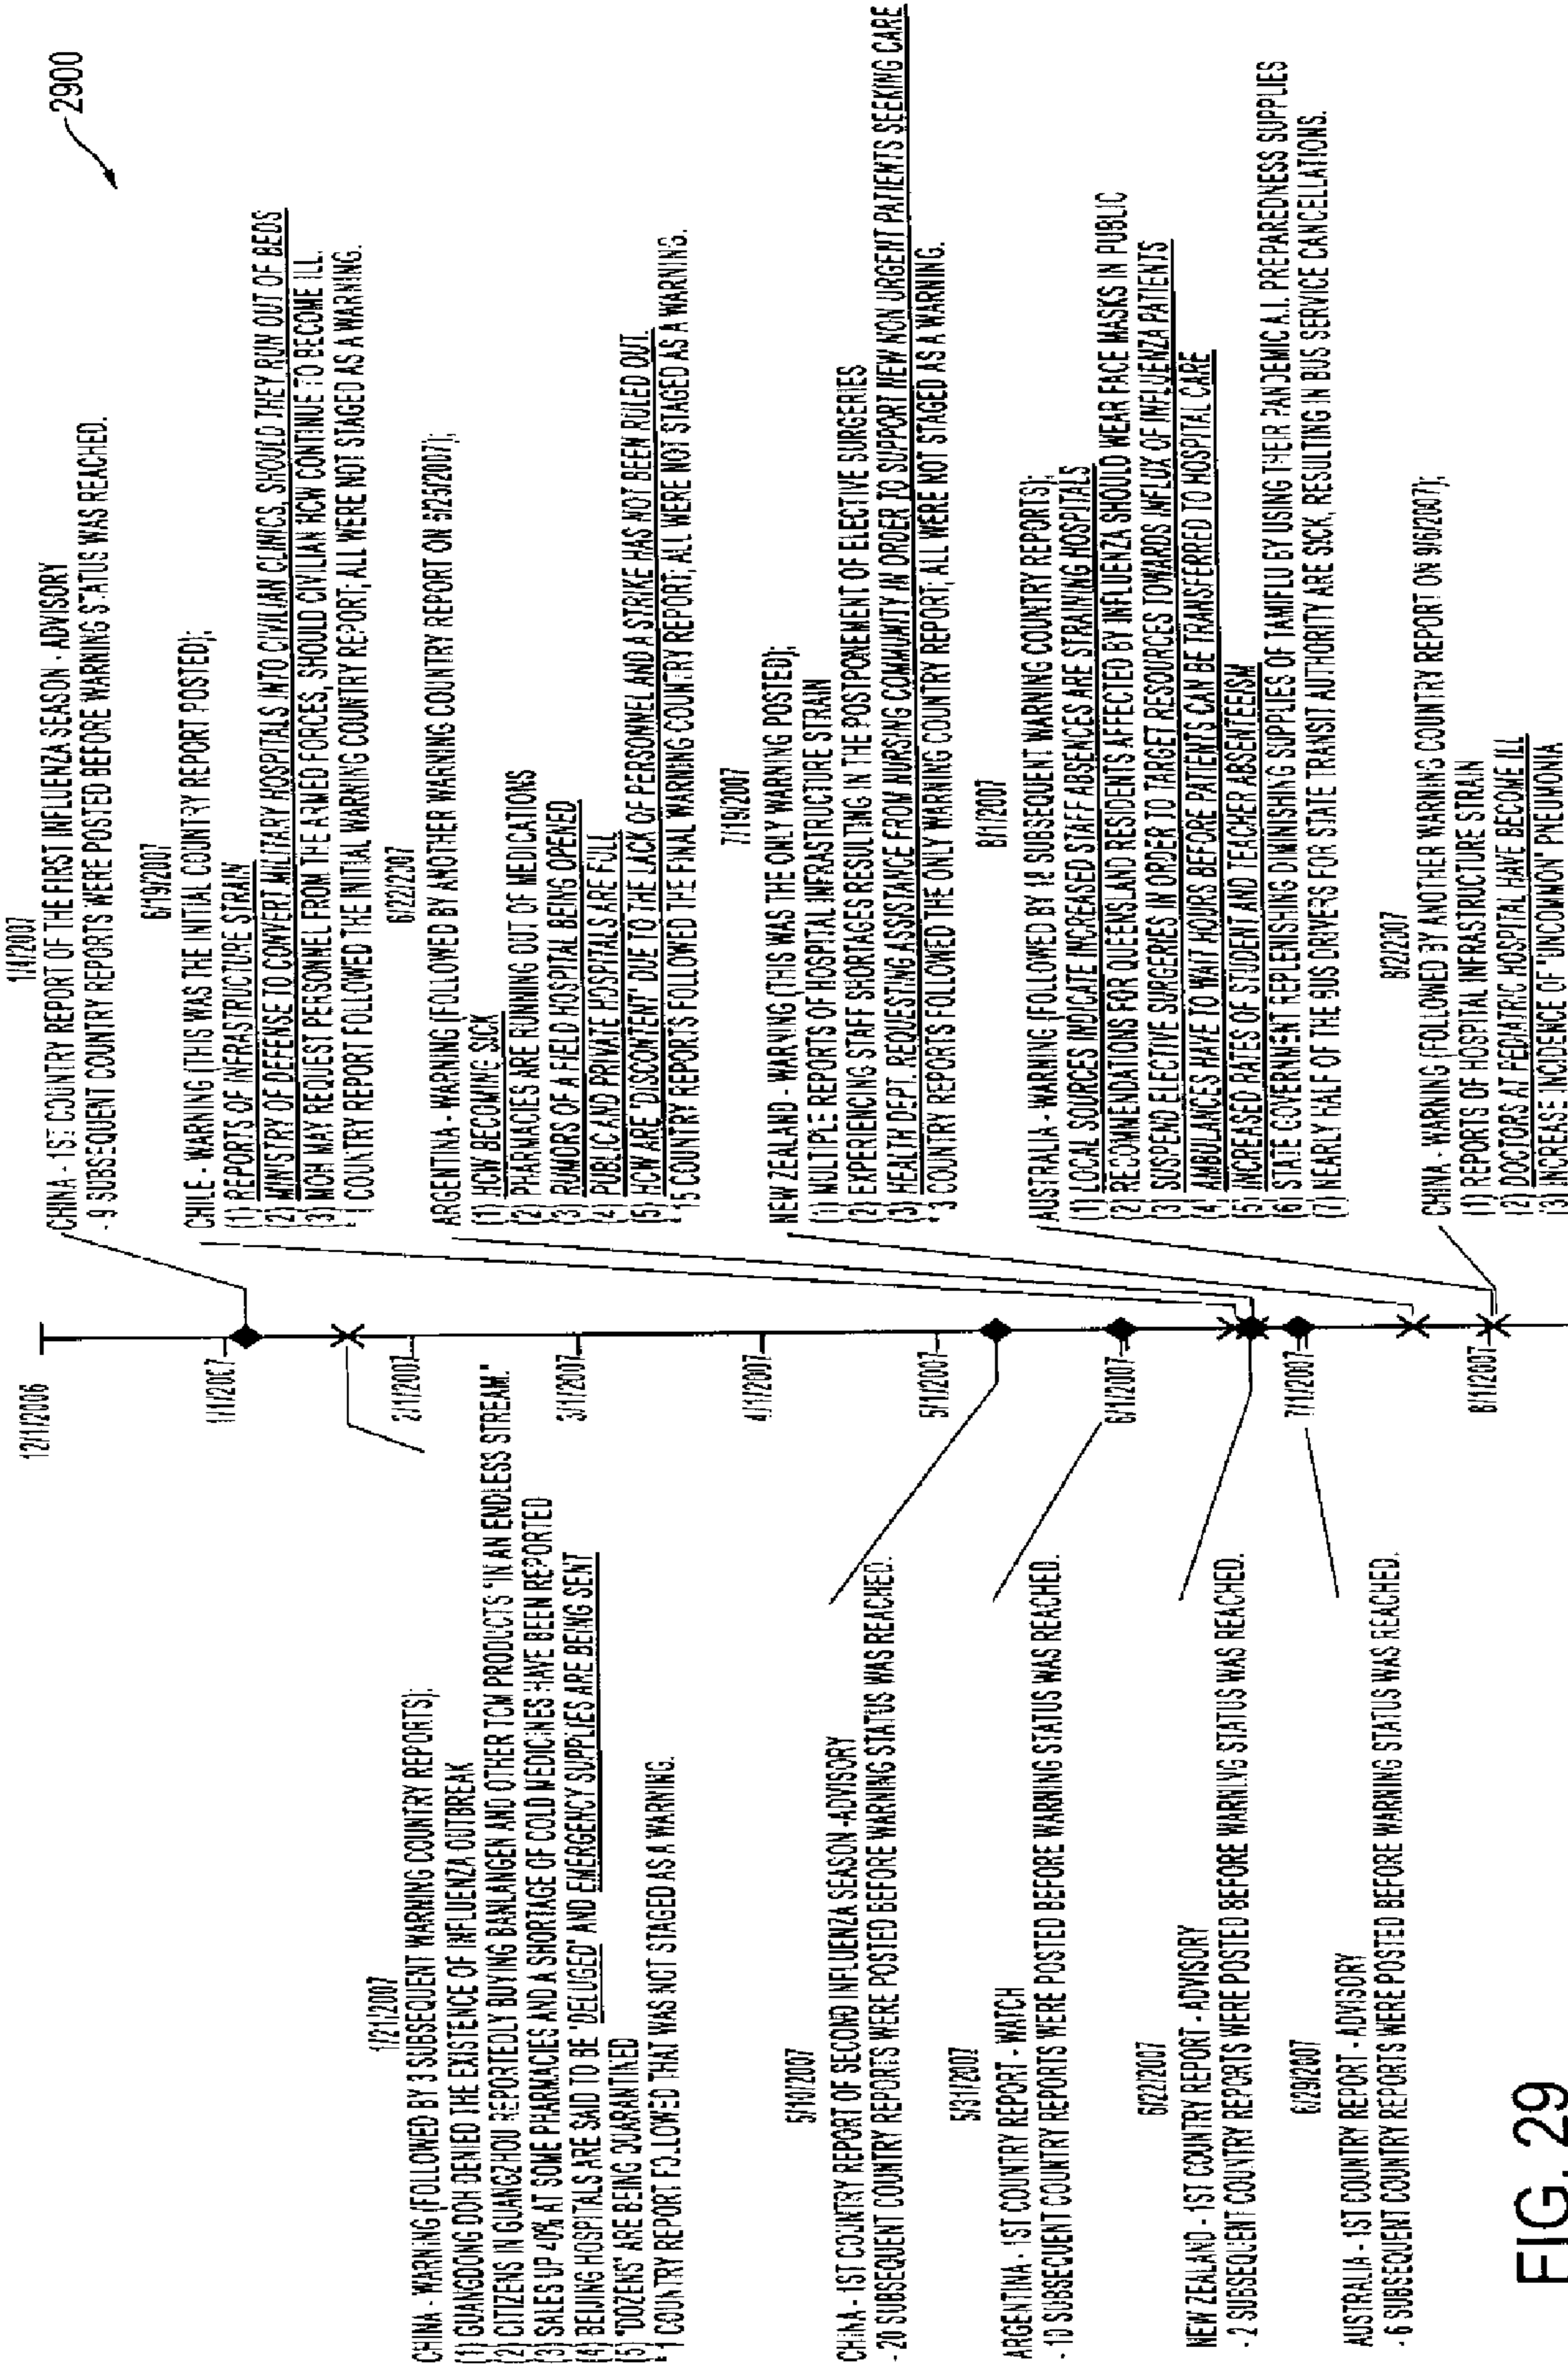 2900
1/4/2007
CHINA - 1ST COUNTRY REPORT OF THE FIRST INFLUENZA SEASON - ADVISORY
- 9 SUBSEQUENT COUNTRY REPORTS WERE POSTED BEFORE WARNING STATUS WAS REACHED.
6/19/2007
CHILE - WARNING (THIS WAS THE INITIAL COUNTRY REPORT POSTED);
(1) REPORTS OF INFRASTRUCTURE STRAIN
(2) MINISTRY OF DEFENSE TO CONVERT MILITARY HOSPITALS INTO CIVILIAN CLINICS, SHOULD THEY RUN OUT OF BEDS
(3) MOH MAY REQUEST PERSONNEL FROM THE ARMED FORCES, SHOULD CIVILIAN HCW CONTINUE TO BECOME ILL.
* 1 COUNTRY REPORT FOLLOWED THE INITIAL WARNING COUNTRY REPORT; ALL WERE NOT STAGED AS A WARNING.
6/22/2007
ARGENTINA - WARNING (FOLLOWED BY ANOTHER WARNING COUNTRY REPORT ON);
(1) HCW BECOMING SICK
(2) PHARMACIES ARE RUNNING OUT OF MEDICATIONS
(3) RUMORS OF A FIELD HOSPITAL BEING OPENED
(4) PUBLIC AND PRIVATE HOSPITALS ARE FULL
(5) HCW ARE "DISCONTENT" DUE TO THE LACK OF PERSONNEL AND A STRIKE HAS NOT BEEN RULED OUT.
* 15 COUNTRY REPORTS FOLLOWED THE FINAL WARNING COUNTRY REPORT; ALL WERE NOT STAGED AS A WARNING.
7/19/2007
NEW ZEALAND - WARNING (THIS WAS THE ONLY WARNING POSTED);
(1) MULTIPLE REPORTS OF HOSPITAL INFRASTRUCTURE STRAIN
(2) EXPERIENCING STAFF SHORTAGES RESULTING IN THE POSTPONEMENT OF ELECTIVE SURGERIES
(3) HEALTH DEPT. REQUESTING ASSISTANCE FROM NURSING COMMUNITY IN ORDER TO SUPPORT NEW NON URGENT PATIENTS SEEKING CARE
* 3 COUNTRY REPORTS FOLLOWED THE ONLY WARNING COUNTRY REPORT; ALL WERE NOT STAGED AS A WARNING.
8/1/2007
AUSTRALIA - WARNING (FOLLOWED BY 18 SUBSEQUENT WARNING COUNTRY REPORTS);
(1) LOCAL SOURCES INDICATE INCREASED STAFF ABSENCES ARE STRAINING HOSPITALS
(2) RECOMMENDATIONS FOR QUEENSLAND RESIDENTS AFFECTED BY INFLUENZA SHOULD WEAR FACE MASKS IN PUBLIC
(3) SUSPEND ELECTIVE SURGERIES IN ORDER TO TARGET RESOURCES TOWARDS INFLUX OF INFLUENZA PATIENTS
(4) AMBULANCES HAVE TO WAIT HOURS BEFORE PATIENTS CAN BE TRANSFERRED TO HOSPITAL CARE
(5) INCREASED RATES OF STUDENT AND TEACHER ABSENTEEISM
(6) STATE GOVERNMENT REPLENISHING DIMINISHING SUPPLIES OF TAMIFLU BY USING THEIR PANDEMIC A.I. PREPAREDNESS SUPPLIES
(7) NEARLY HALF OF THE BUS DRIVERS FOR STATE TRANSIT AUTHORITY ARE SICK, RESULTING IN BUS SERVICE CANCELLATIONS.
8/2/2007
CHINA - WARNING (FOLLOWED BY ANOTHER WARNING COUNTRY REPORT ON 9/6/2007);
(1) REPORTS OF HOSPITAL INFRASTRUCTURE STRAIN
(2) DOCTORS AT PEDIATRIC HOSPITAL HAVE BECOME ILL
(3) INCREASE INCIDENCE OF "UNCOMMON" PNEUMONIA
12/1/2006
1/1/2007
2/1/2007
3/1/2007
4/1/2007
5/1/2007
6/1/2007
7/1/2007
8/1/2007
1/21/2007
CHINA - WARNING (FOLLOWED BY 3 SUBSEQUENT WARNING COUNTRY REPORTS);
(1) GUANGDONG DOH DENIED THE EXISTENCE OF INFLUENZA OUTBREAK
(2) CITIZENS IN GUANGZHOU REPORTEDLY BUYING BANLANGEN AND OTHER TCM PRODUCTS "IN AN ENDLESS STREAM".
(3) SALES UP 40% AT SOME PHARMACIES AND A SHORTAGE OF COLD MEDICINES HAVE BEEN REPORTED
(4) BEIJING HOSPITALS ARE SAID TO BE "DELUGED" AND EMERGENCY SUPPLIES ARE BEING SENT
(5) "DOZENS" ARE BEING QUARANTINED
* 1 COUNTRY REPORT FOLLOWED THAT WAS NOT STAGED AS A WARNING.
5/10/2007
CHINA - 1ST COUNTRY REPORT OF SECOND INFLUENZA SEASON - ADVISORY
- 20 SUBSEQUENT COUNTRY REPORTS WERE POSTED BEFORE WARNING STATUS WAS REACHED.
5/31/2007
ARGENTINA - 1ST COUNTRY REPORT - WATCH
- 10 SUBSEQUENT COUNTRY REPORTS WERE POSTED BEFORE WARNING STATUS WAS REACHED.
6/22/2007
NEW ZEALAND - 1ST COUNTRY REPORT - ADVISORY
- 2 SUBSEQUENT COUNTRY REPORTS WERE POSTED BEFORE WARNING STATUS WAS REACHED.
6/29/2007
AUSTRALIA - 1ST COUNTRY REPORT - ADVISORY
- 6 SUBSEQUENT COUNTRY REPORTS WERE POSTED BEFORE WARNING STATUS WAS REACHED.
FIG. 29